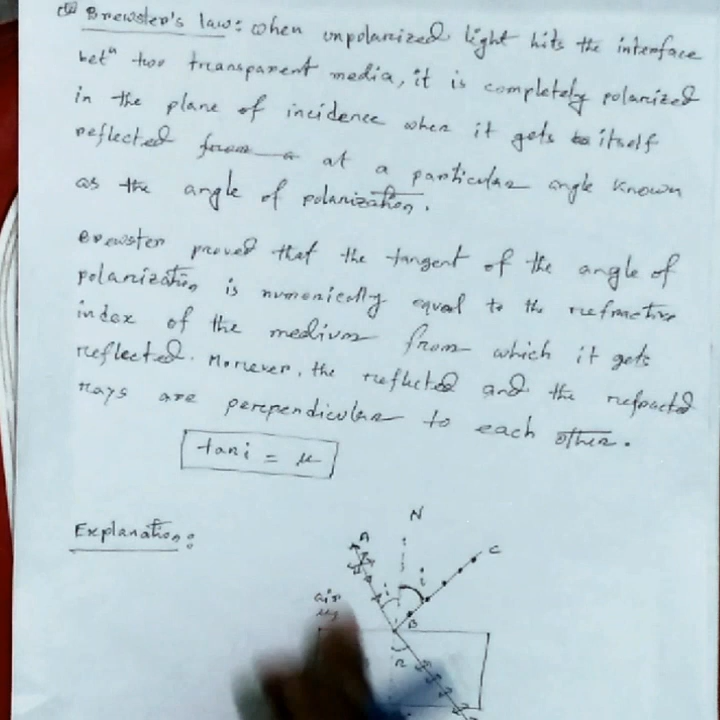 Brewster's law: when unpolarized light hits the interface
betn two transparent media, it is completely polarized
in the plane of incidence when it gets itself
reflected at a particular angle known
as the angle of polarization.
Brewster proved that the tangent of the angle of
polarization is numerically equal to the refractive
index of the medium from which it gets
reflected. Moreover, the reflected and the refracted
rays are perpendicular to each other.
tan i = μ
Explanation:
N
A
C
i
i
air
B
r